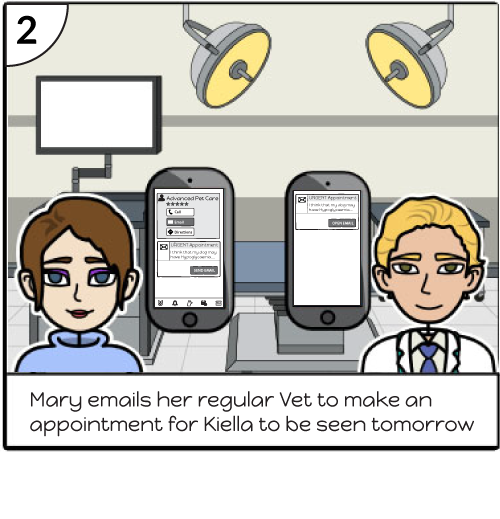 2
Advanced Pet Care
★★★★★
Call
Email
Directions
URGENT Appointment
I think that my dog may
have Hypoglycaemia...
SEND EMAIL
URGENT Appointment
I think that my dog may
have Hypoglycaemia...
OPEN EMAIL
Mary emails her regular Vet to make an
appointment for Kiella to be seen tomorrow